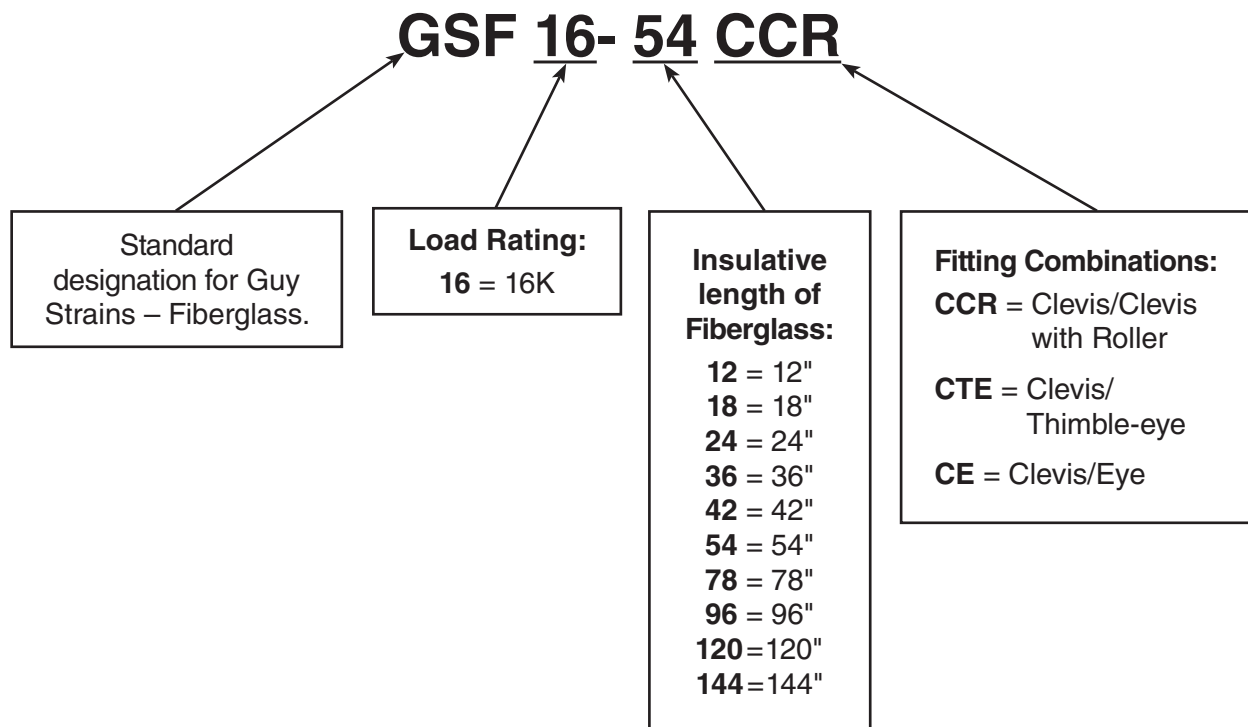 GSF 16- 54 CCR
Standard
designation for Guy
Strains – Fiberglass.
Load Rating:
16 = 16K
Insulative
length of
Fiberglass:
12 = 12"
18 = 18"
24 = 24"
36 = 36"
42 = 42"
54 = 54"
78 = 78"
96 = 96"
120=120"
144=144"
Fitting Combinations:
CCR = Clevis/Clevis
with Roller
CTE = Clevis/
Thimble-eye
CE = Clevis/Eye